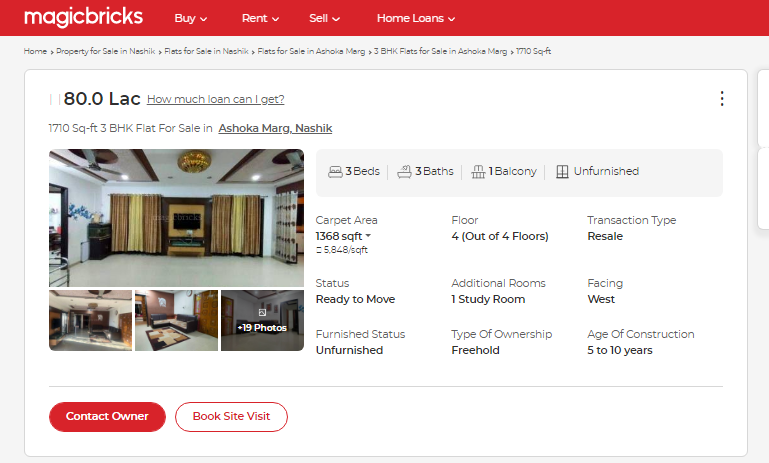 magicbricks
Buy Rent Sell Home Loans
Home > Property for Sale in Nashik > Flats for Sale in Nashik > Flats for Sale in Ashoka Marg > 3 BHK Flats for Sale in Ashoka Marg > 1710 Sq-ft
80.0 Lac How much loan can I get?
1710 Sq-ft 3 BHK Flat For Sale in Ashoka Marg, Nashik
magicbricks
+19 Photos
3 Beds 3 Baths 1 Balcony Unfurnished
Carpet Area Floor Transaction Type
1368 sqft 4 (Out of 4 Floors) Resale
5,848/sqft
Status Additional Rooms Facing
Ready to Move 1 Study Room West
Furnished Status Type Of Ownership Age Of Construction
Unfurnished Freehold 5 to 10 years
Contact Owner Book Site Visit